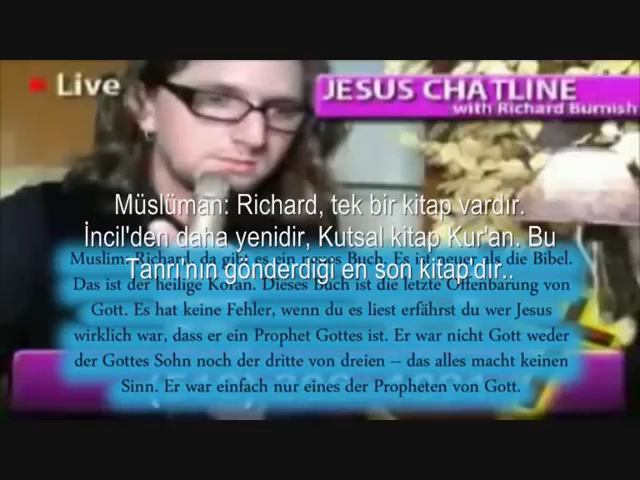 Live
JESUS CHATLINE
with Richard Burnish
Müslüman: Richard, tek bir kitap vardır.
İncil'den daha yenidir, Kutsal kitap Kur'an. Bu
Tanrı'nın gönderdiği en son kitap'dır..
Muslim: Richard, da gibt es ein neues Buch. Es ist neuer als die Bibel.
Das ist der heilige Koran. Dieses Buch ist die letzte Offenbarung von
Gott. Es hat keine Fehler, wenn du es liest erfährst du wer Jesus
wirklich war, dass er ein Prophet Gottes ist. Er war nicht Gott weder
der Gottes Sohn noch der dritte von dreien – das alles macht keinen
Sinn. Er war einfach nur eines der Propheten von Gott.